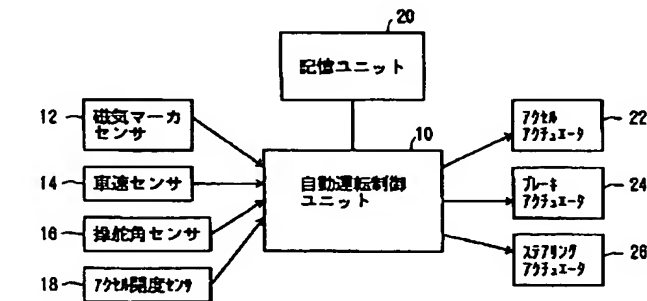 20
記憶ユニット
12
磁気マーカ
センサ
14
車速センサ
16
操舵角センサ
18
アクセル開度センサ
10
自動運転制御
ユニット
アクセル
アクチュエータ
22
ブレーキ
アクチュエータ
24
ステアリング
アクチュエータ
26